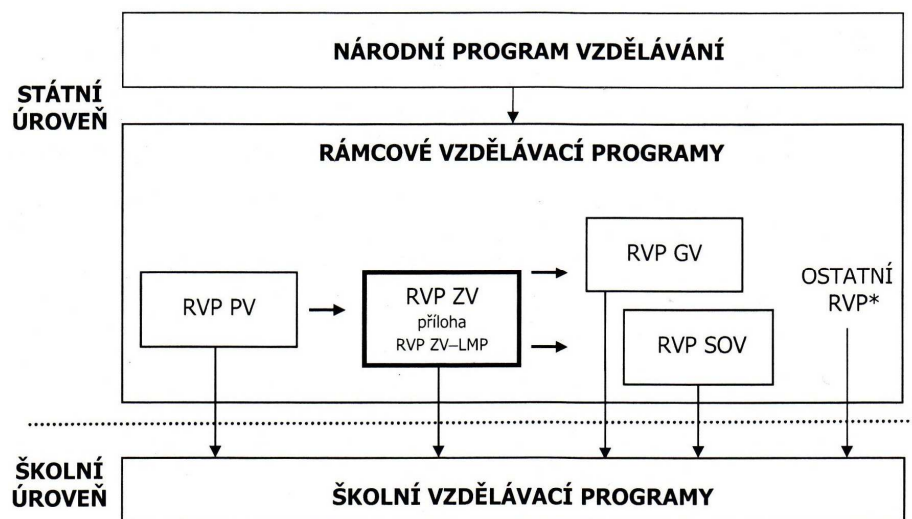 NÁRODNÍ PROGRAM VZDĚLÁVÁNÍ
STÁTNÍ
ÚROVEŇ
RÁMCOVÉ VZDĚLÁVACÍ PROGRAMY
RVP PV
RVP ZV
příloha
RVP ZV–LMP
RVP GV
RVP SOV
OSTATNÍ
RVP*
ŠKOLNÍ
ÚROVEŇ
ŠKOLNÍ VZDĚLÁVACÍ PROGRAMY